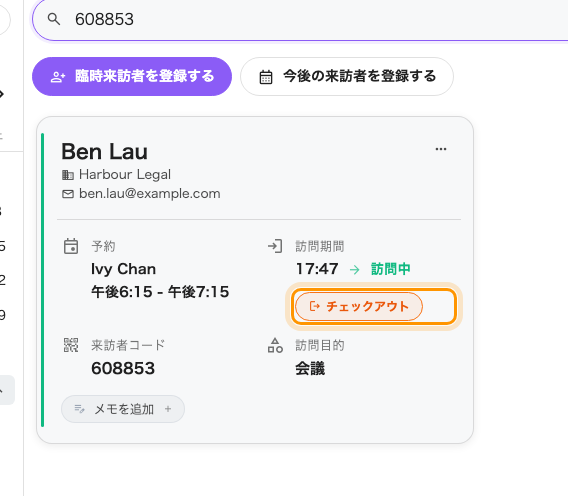 608853
臨時来訪者を登録する
今後の来訪者を登録する
Ben Lau
Harbour Legal
ben.lau@example.com
予約
Ivy Chan
午後6:15 - 午後7:15
訪問期間
17:47 → 訪問中
チェックアウト
来訪者コード
608853
訪問目的
会議
メモを追加 +
5
2
9